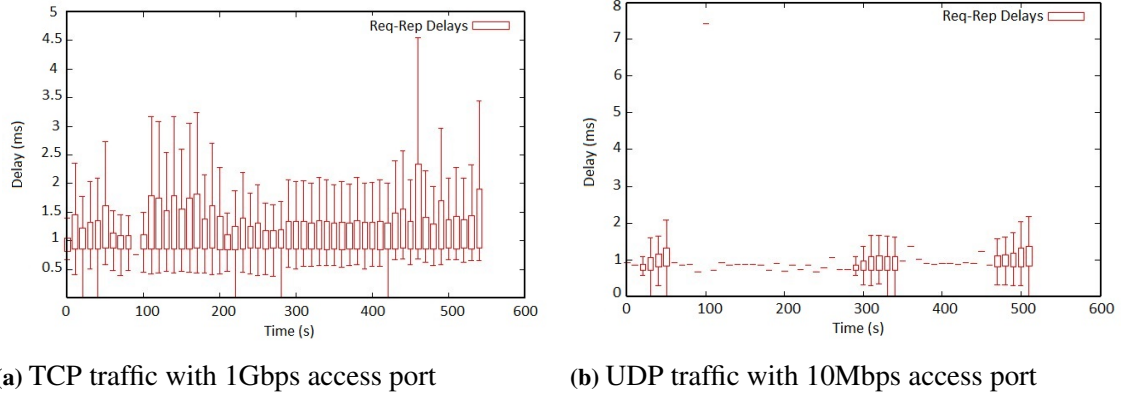 5
4.5
4
3.5
3
2.5
2
1.5
1
0.5
0 100 200 300 400 500 600
Delay (ms)
Time (s)
Req-Rep Delays
8
7
6
5
4
3
2
1
0
0 100 200 300 400 500 600
Delay (ms)
Time (s)
Req-Rep Delays
(a) TCP traffic with 1Gbps access port
(b) UDP traffic with 10Mbps access port